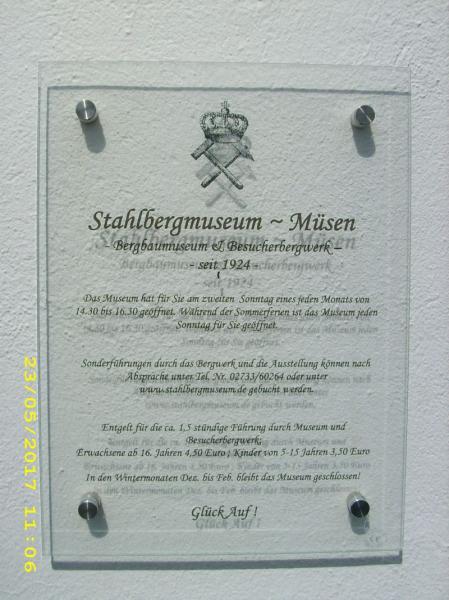 Stahlbergmuseum ~ Müsen
- Bergbaumuseum & Besucherbergwerk -
- seit 1924 -
Das Museum hat für Sie am zweiten Sonntag eines jeden Monats von
14.30 bis 16.30 geöffnet. Während der Sommerferien ist das Museum jeden
Sonntag für Sie geöffnet.
Sonderführungen durch das Bergwerk und die Ausstellung können nach
Absprache unter Tel. Nr. 02733/60264 oder unter
www.stahlbergmuseum.de gebucht werden.
Entgelt für die ca. 1,5 stündige Führung durch Museum und
Besucherbergwerk:
Erwachsene ab 16. Jahren 4,50 Euro ; Kinder von 5-15 Jahren 3,50 Euro
In den Wintermonaten Dez. bis Feb. bleibt das Museum geschlossen!
Glück Auf !
23/05/2017 11:06